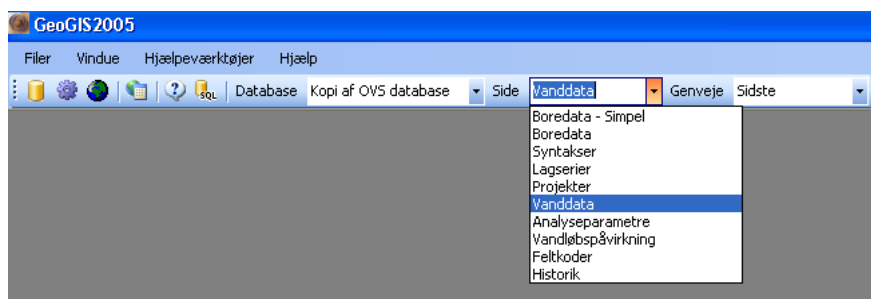 GeoGIS2005
Filer Vindue Hjælpeværktøjer Hjælp
SQL Database Kopi af OVS database Side Vanddata Genveje Sidste
Boredata - Simpel
Boredata
Syntakser
Lagserier
Projekter
Vanddata
Analyseparametre
Vandløbspåvirkning
Feltkoder
Historik